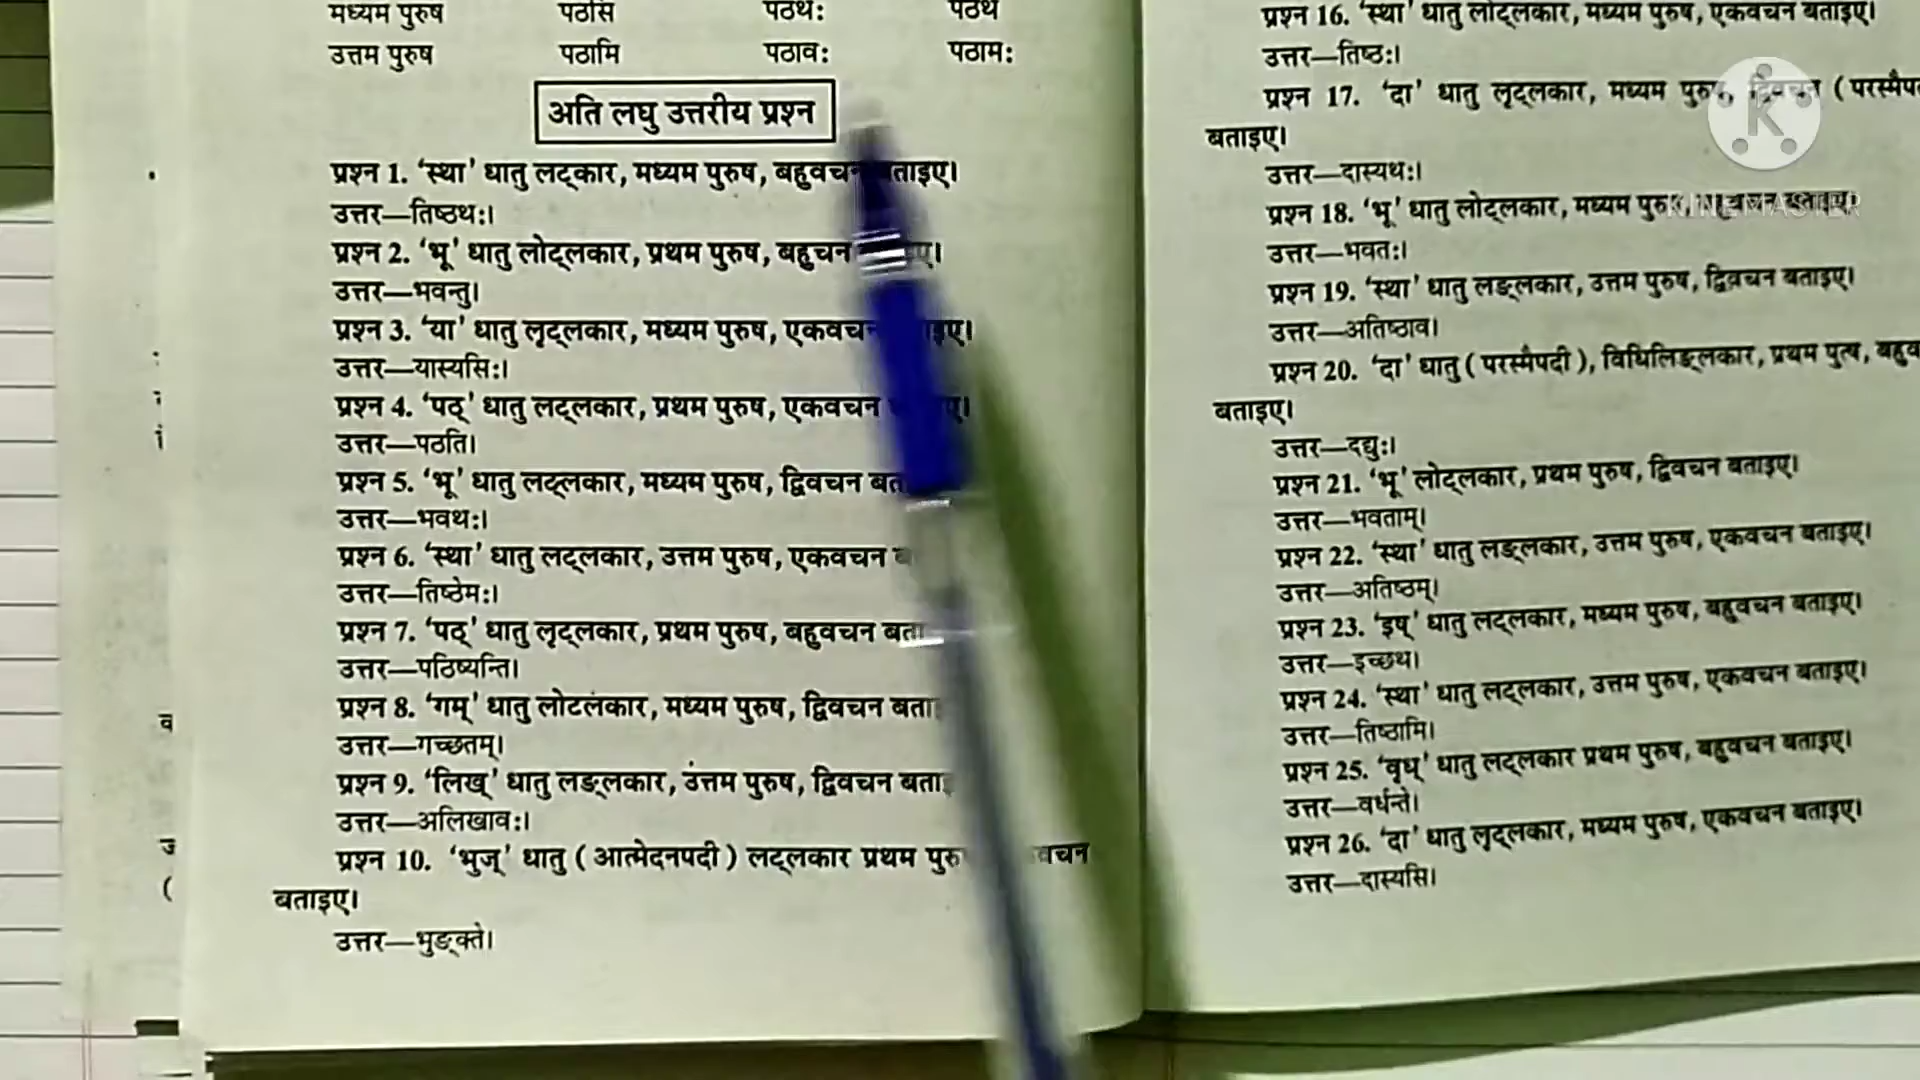 मध्यम पुरुष पठसि पठथः पठथ
उत्तम पुरुष पठामि पठावः पठामः
अति लघु उत्तरीय प्रश्न
प्रश्न 1. ‘स्था’ धातु लट्कार, मध्यम पुरुष, बहुवचन बताइए।
उत्तर—तिष्ठथः।
प्रश्न 2. ‘भू’ धातु लोट्लकार, प्रथम पुरुष, बहुचन
उत्तर—भवन्तु।
प्रश्न 3. ‘या’ धातु लृट्लकार, मध्यम पुरुष, एकवचन
उत्तर—यास्यसिः।
प्रश्न 4. ‘पठ्’ धातु लट्लकार, प्रथम पुरुष, एकवचन
उत्तर—पठति।
प्रश्न 5. ‘भू’ धातु लट्लकार, मध्यम पुरुष, द्विवचन
उत्तर—भवथः।
प्रश्न 6. ‘स्था’ धातु लट्लकार, उत्तम पुरुष, एकवचन
उत्तर—तिष्ठेमः।
प्रश्न 7. ‘पठ्’ धातु लृट्लकार, प्रथम पुरुष, बहुवचन
उत्तर—पठिष्यन्ति।
प्रश्न 8. ‘गम्’ धातु लोटलंकार, मध्यम पुरुष, द्विवचन
उत्तर—गच्छतम्।
प्रश्न 9. ‘लिख्’ धातु लङ्लकार, उंत्तम पुरुष, द्विवचन
उत्तर—अलिखावः।
प्रश्न 10. ‘भुज्’ धातु ( आत्मेदनपदी ) लट्लकार प्रथम
बताइए।
उत्तर—भुङ्क्ते।
प्रश्न 16. ‘स्था’ धातु लोट्लकार, मध्यम पुरुष, एकवचन बताइए।
उत्तर—तिष्ठः।
प्रश्न 17. ‘दा’ धातु लृट्लकार, मध्यम पुरुष, द्विवचन
बताइए।
उत्तर—दास्यथः।
प्रश्न 18. ‘भू’ धातु लोट्लकार, मध्यम पुरुष,
KINEMASTER
उत्तर—भवतः।
प्रश्न 19. ‘स्था’ धातु लङ्लकार, उत्तम पुरुष, द्विवचन बताइए।
उत्तर—अतिष्ठाव।
प्रश्न 20. ‘दा’ धातु ( परस्मैपदी ), विधिलिङ्लकार, प्रथम पुत्ष,
बताइए।
उत्तर—दद्युः।
प्रश्न 21. ‘भू’ लोट्लकार, प्रथम पुरुष, द्विवचन बताइए।
उत्तर—भवताम्।
प्रश्न 22. ‘स्था’ धातु लङ्लकार, उत्तम पुरुष, एकवचन बताइए।
उत्तर—अतिष्ठम्।
प्रश्न 23. ‘इष्’ धातु लट्लकार, मध्यम पुरुष, बहुवचन बताइए।
उत्तर—इच्छथ।
प्रश्न 24. ‘स्था’ धातु लट्लकार, उत्तम पुरुष, एकवचन बताइए।
उत्तर—तिष्ठामि।
प्रश्न 25. ‘वृध्’ धातु लट्लकार प्रथम पुरुष, बहुवचन बताइए।
उत्तर—वर्धन्ते।
प्रश्न 26. ‘दा’ धातु लृट्लकार, मध्यम पुरुष, एकवचन बताइए।
उत्तर—दास्यसि।